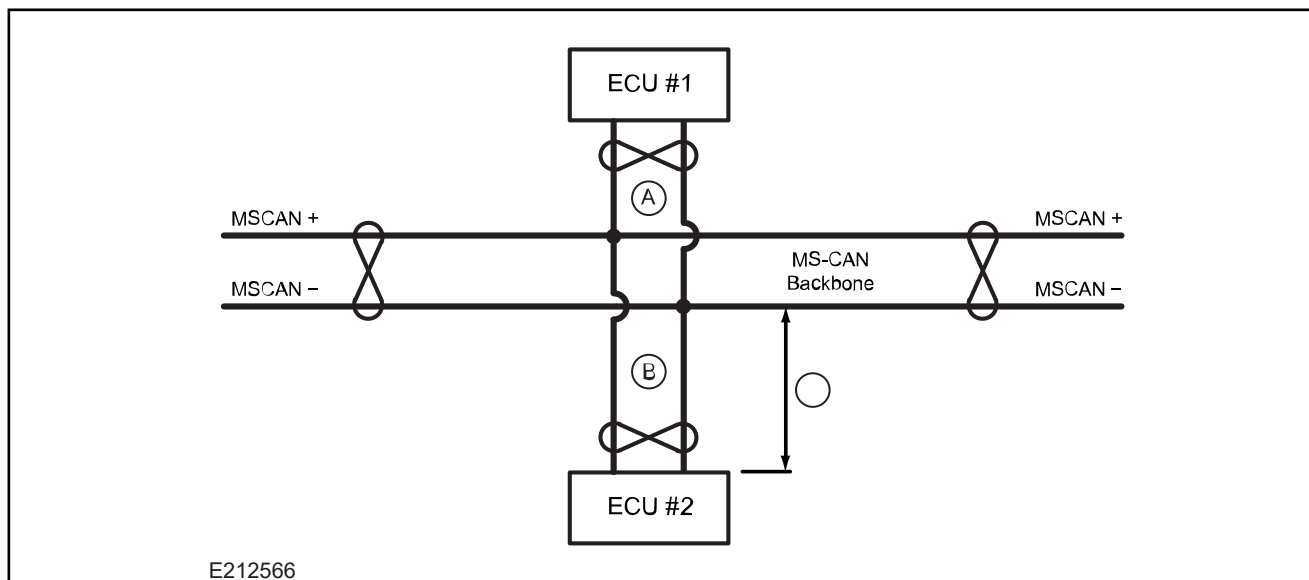 ECU #1
A
MSCAN +
MSCAN +
MS-CAN
Backbone
MSCAN –
MSCAN –
B
ECU #2
E212566